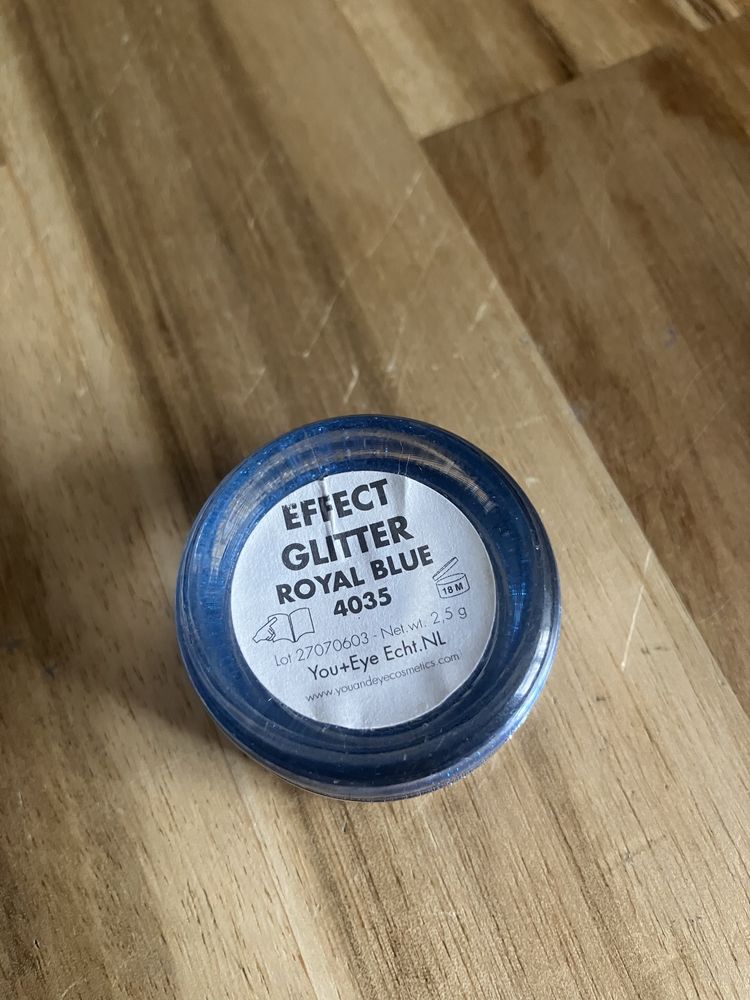 EFFECT
GLITTER
ROYAL BLUE
4035
18 M
Lot 27070603 - Net.wt. 2,5 g
You+Eye Echt.NL
www.youandeyecosmetics.com